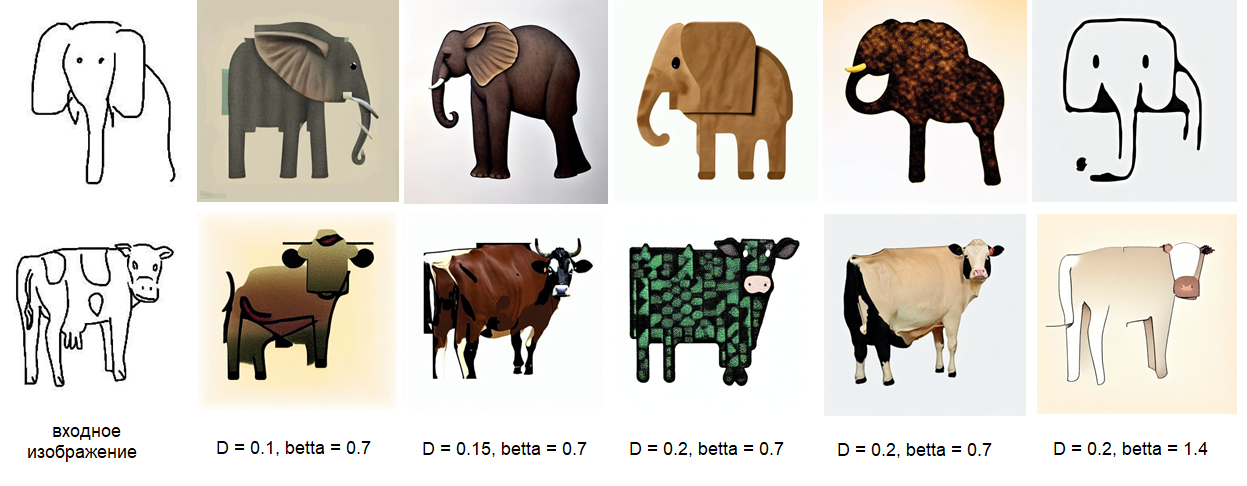 входное
изображение
D = 0.1, betta = 0.7
D = 0.15, betta = 0.7
D = 0.2, betta = 0.7
D = 0.2, betta = 0.7
D = 0.2, betta = 1.4